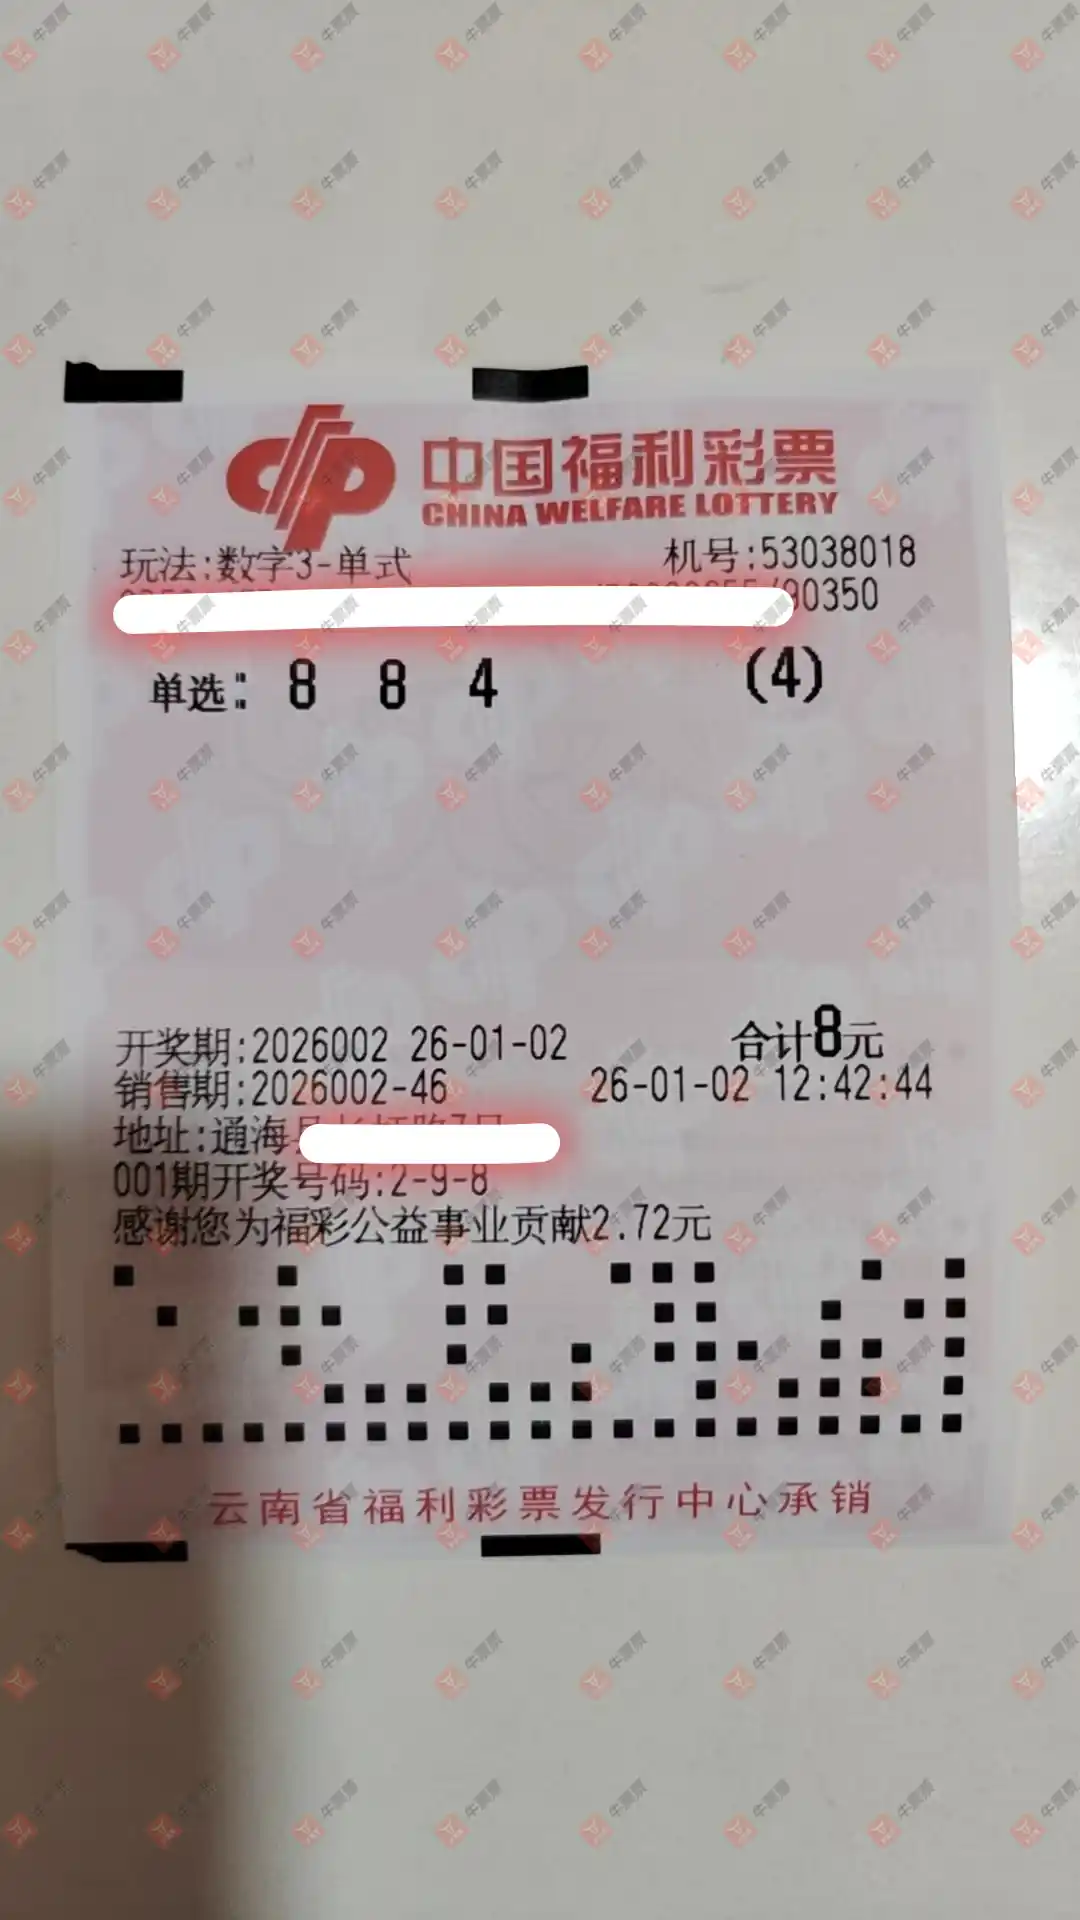 中国福利彩票
CHINA WELFARE LOTTERY
玩法:数字3-单式 机号:53038018
/90350
单选: 8 8 4 (4)
开奖期:2026002 26-01-02 合计8元
销售期:2026002-46 26-01-02 12:42:44
地址:通海
001期开奖号码:2-9-8
感谢您为福彩公益事业贡献2.72元
云南省福利彩票发行中心承销
牛票票